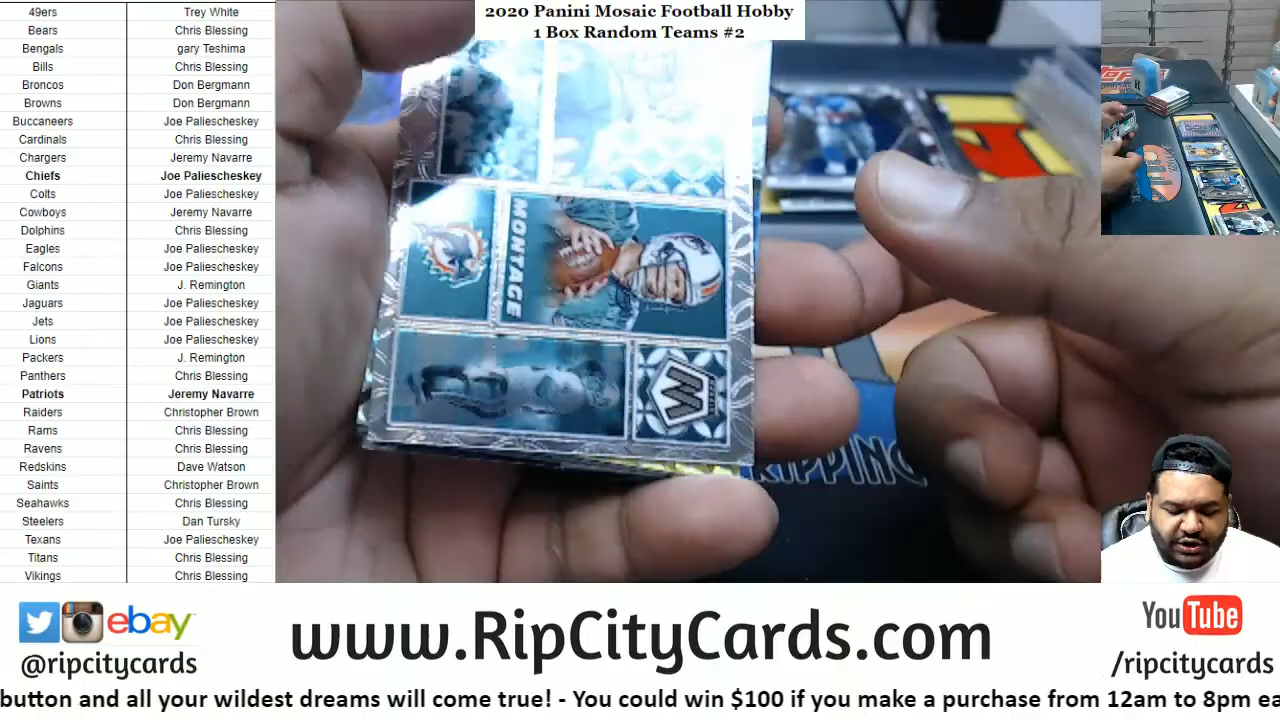 2020 Panini Mosaic Football Hobby
1 Box Random Teams #2
49ers Trey White
Bears Chris Blessing
Bengals gary Teshima
Bills Chris Blessing
Broncos Don Bergmann
Browns Don Bergmann
Buccaneers Joe Paliescheskey
Cardinals Chris Blessing
Chargers Jeremy Navarre
Chiefs Joe Paliescheskey
Colts Joe Paliescheskey
Cowboys Jeremy Navarre
Dolphins Chris Blessing
Eagles Joe Paliescheskey
Falcons Joe Paliescheskey
Giants J. Remington
Jaguars Joe Paliescheskey
Jets Joe Paliescheskey
Lions Joe Paliescheskey
Packers J. Remington
Panthers Chris Blessing
Patriots Jeremy Navarre
Raiders Christopher Brown
Rams Chris Blessing
Ravens Chris Blessing
Redskins Dave Watson
Saints Christopher Brown
Seahawks Chris Blessing
Steelers Dan Tursky
Texans Joe Paliescheskey
Titans Chris Blessing
Vikings Chris Blessing
MONTAGE
RIPPING
ebay
@ripcitycards
www.RipCityCards.com
YouTube
/ripcitycards
button and all your wildest dreams will come true! - You could win $100 if you make a purchase from 12am to 8pm ea